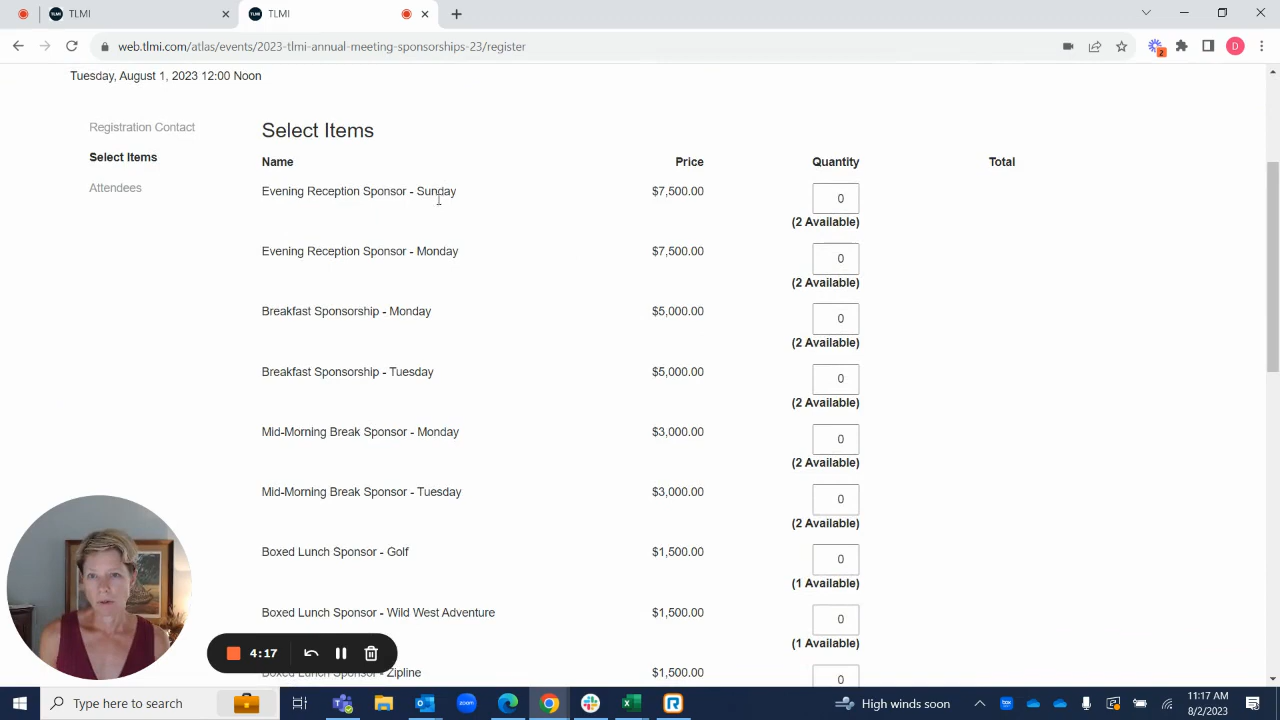 TLMI
TLMI
web.tlmi.com/atlas/events/2023-tlmi-annual-meeting-sponsorships-23/register
2
D
Tuesday, August 1, 2023 12:00 Noon
Registration Contact
Select Items
Attendees
Select Items
Name Price Quantity Total
Evening Reception Sponsor - Sunday $7,500.00 0
(2 Available)
Evening Reception Sponsor - Monday $7,500.00 0
(2 Available)
Breakfast Sponsorship - Monday $5,000.00 0
(2 Available)
Breakfast Sponsorship - Tuesday $5,000.00 0
(2 Available)
Mid-Morning Break Sponsor - Monday $3,000.00 0
(2 Available)
Mid-Morning Break Sponsor - Tuesday $3,000.00 0
(2 Available)
Boxed Lunch Sponsor - Golf $1,500.00 0
(1 Available)
Boxed Lunch Sponsor - Wild West Adventure $1,500.00 0
(1 Available)
Boxed Lunch Sponsor - Zipline $1,500.00 0
4:17
Type here to search
zoom
High winds soon
11:17 AM
8/2/2023